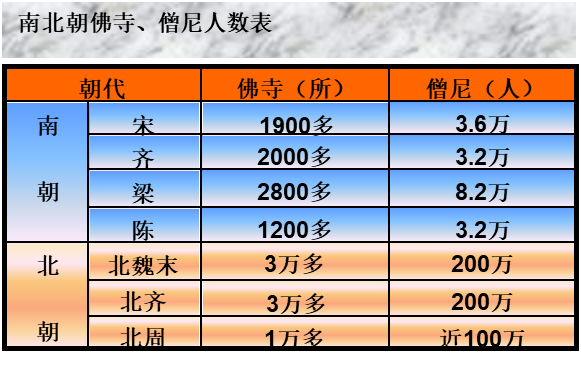 南北朝佛寺、僧尼人数表
朝代 佛寺（所） 僧尼（人）
南朝 宋 1900多 3.6万
齐 2000多 3.2万
梁 2800多 8.2万
陈 1200多 3.2万
北朝 北魏末 3万多 200万
北齐 3万多 200万
北周 1万多 近100万